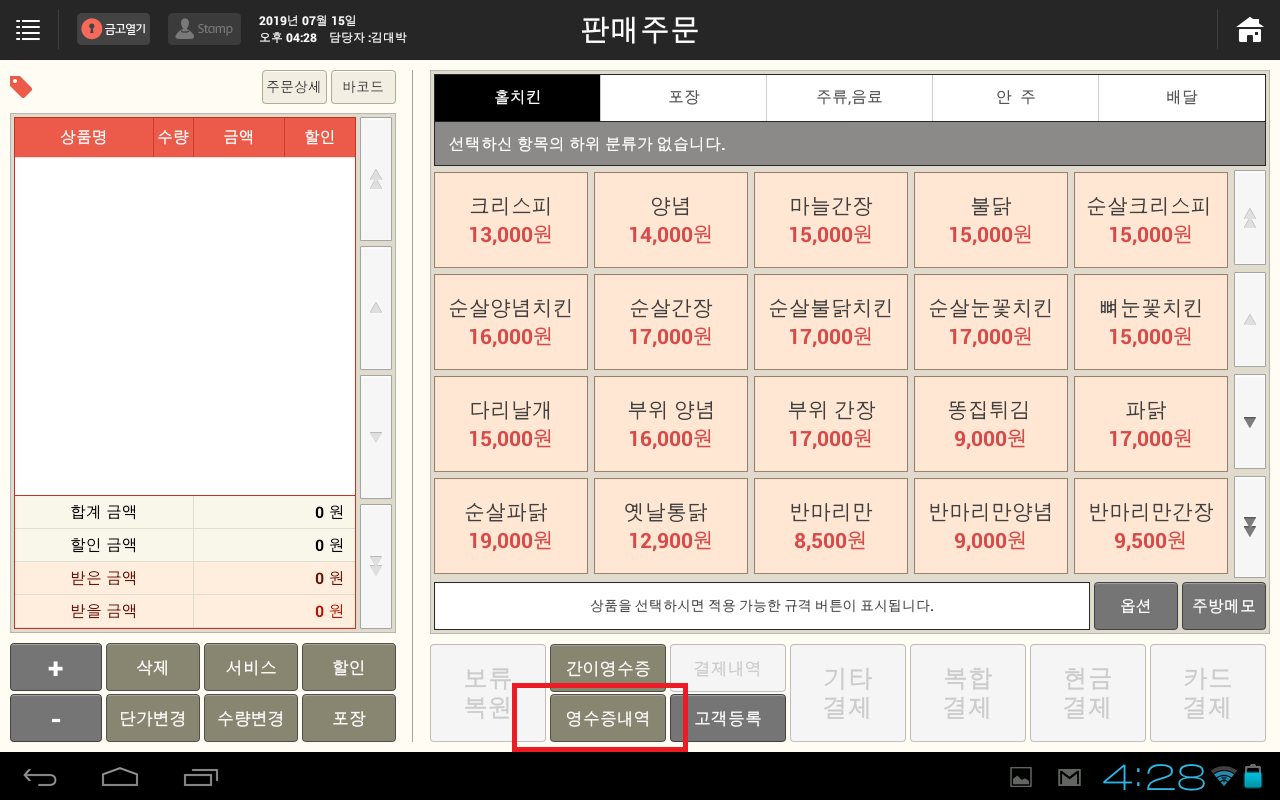 금고열기
Stamp
2019년 07월 15일
오후 04:28 담당자 :김대박
판매주문
주문상세
바코드
상품명 수량 금액 할인
합계 금액 0 원
할인 금액 0 원
받은 금액 0 원
받을 금액 0 원
+ 삭제 서비스 할인
- 단가변경 수량변경 포장
홀치킨 포장 주류,음료 안 주 배달
선택하신 항목의 하위 분류가 없습니다.
크리스피 양념 마늘간장 불닭 순살크리스피
13,000원 14,000원 15,000원 15,000원 15,000원
순살양념치킨 순살간장 순살불닭치킨 순살눈꽃치킨 뼈눈꽃치킨
16,000원 17,000원 17,000원 17,000원 15,000원
다리날개 부위 양념 부위 간장 똥집튀김 파닭
15,000원 16,000원 17,000원 9,000원 17,000원
순살파닭 옛날통닭 반마리만 반마리만양념 반마리만간장
19,000원 12,900원 8,500원 9,000원 9,500원
상품을 선택하시면 적용 가능한 규격 버튼이 표시됩니다.
옵션
주방메모
보류
복원
간이영수증
결제내역
영수증내역
고객등록
기타
결제
복합
결제
현금
결제
카드
결제
4:28